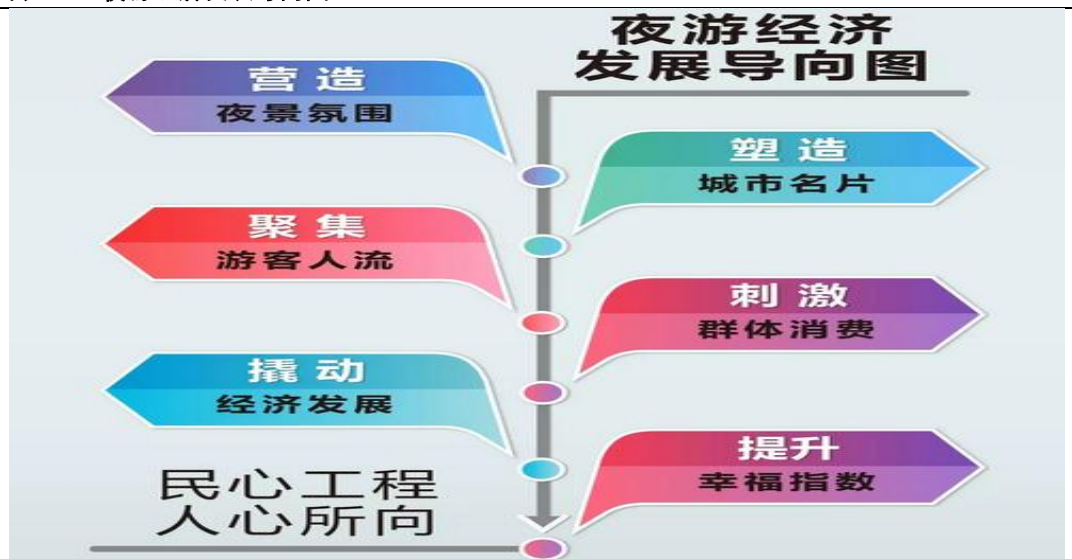 夜游经济
发展导向图
营造
夜景氛围
塑造
城市名片
聚集
游客人流
刺激
群体消费
撬动
经济发展
提升
幸福指数
民心工程
人心所向